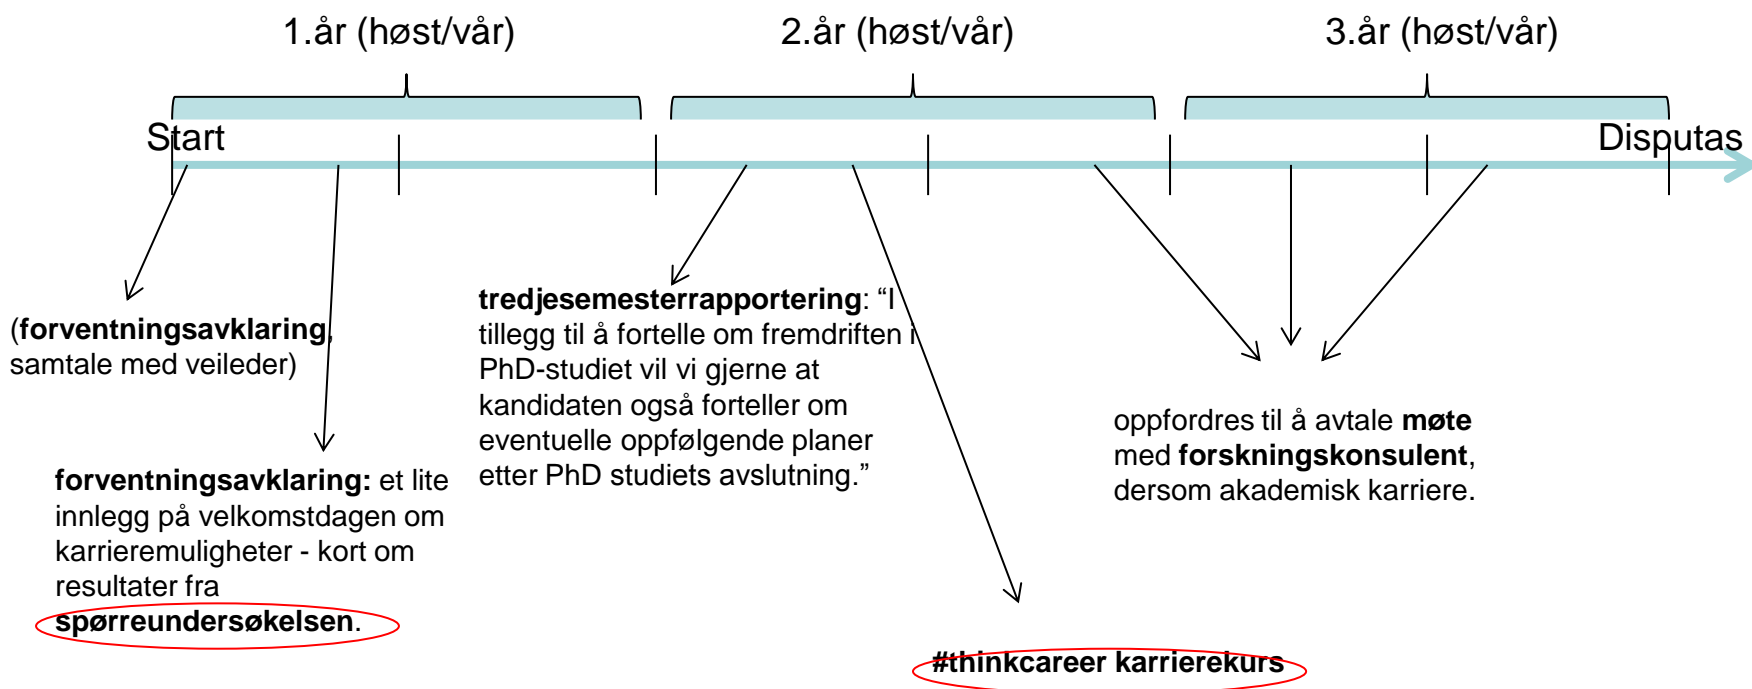 1.år (høst/vår)
2.år (høst/vår)
3.år (høst/vår)
Start
Disputas
(forventningsavklaring,
samtale med veileder)
forventningsavklaring: et lite
innlegg på velkomstdagen om
karrieremuligheter - kort om
resultater fra
spørreundersøkelsen.
tredjesemesterrapportering: “I
tillegg til å fortelle om fremdriften i
PhD-studiet vil vi gjerne at
kandidaten også forteller om
eventuelle oppfølgende planer
etter PhD studiets avslutning.”
#thinkcareer karrierekurs
oppfordres til å avtale møte
med forskningskonsulent,
dersom akademisk karriere.